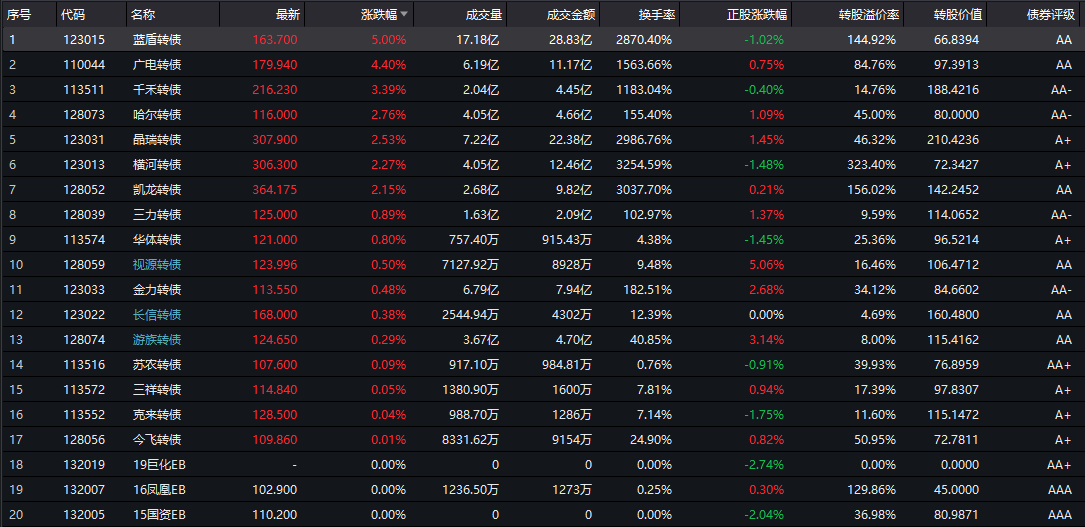 序号 代码 名称 最新 涨跌幅 成交量 成交金额 换手率 正股涨跌幅 转股溢价率 转股价值 债券评级
1 123015 蓝盾转债 163.700 5.00% 17.18亿 28.83亿 2870.40% -1.02% 144.92% 66.8394 AA
2 110044 广电转债 179.940 4.40% 6.19亿 11.17亿 1563.66% 0.75% 84.76% 97.3913 AA
3 113511 千禾转债 216.230 3.39% 2.04亿 4.45亿 1183.04% -0.40% 14.76% 188.4216 AA-
4 128073 哈尔转债 116.000 2.76% 4.05亿 4.66亿 155.40% 1.09% 45.00% 80.0000 AA-
5 123031 晶瑞转债 307.900 2.53% 7.22亿 22.38亿 2986.76% 1.45% 46.32% 210.4236 A+
6 123013 横河转债 306.300 2.27% 4.05亿 12.46亿 3254.59% -1.48% 323.40% 72.3427 A+
7 128052 凯龙转债 364.175 2.15% 2.68亿 9.82亿 3037.70% 0.21% 156.02% 142.2452 AA
8 128039 三力转债 125.000 0.89% 1.63亿 2.09亿 102.97% 1.37% 9.59% 114.0652 AA-
9 113574 华体转债 121.000 0.80% 757.40万 915.43万 4.38% -1.45% 25.36% 96.5214 A+
10 128059 视源转债 123.996 0.50% 7127.92万 8928万 9.48% 5.06% 16.46% 106.4712 AA
11 123033 金力转债 113.550 0.48% 6.79亿 7.94亿 182.51% 2.68% 34.12% 84.6602 AA-
12 123022 长信转债 168.000 0.38% 2544.94万 4302万 12.39% 0.00% 4.69% 160.4800 AA
13 128074 游族转债 124.650 0.29% 3.67亿 4.70亿 40.85% 3.14% 8.00% 115.4162 AA
14 113516 苏农转债 107.600 0.09% 917.10万 984.81万 0.76% -0.91% 39.93% 76.8959 AA+
15 113572 三祥转债 114.840 0.05% 1380.90万 1600万 7.81% 0.94% 17.39% 97.8307 A+
16 113552 克来转债 128.500 0.04% 988.70万 1286万 7.14% -1.75% 11.60% 115.1472 A+
17 128056 今飞转债 109.860 0.01% 8331.62万 9154万 24.90% 0.82% 50.95% 72.7811 A+
18 132019 19巨化EB - 0.00% 0 0 0.00% -2.74% 0.00% 0.0000 AA+
19 132007 16凤凰EB 102.900 0.00% 1236.50万 1273万 0.25% 0.30% 129.86% 45.0000 AAA
20 132005 15国资EB 110.200 0.00% 0 0 0.00% -2.04% 36.98% 80.9871 AAA